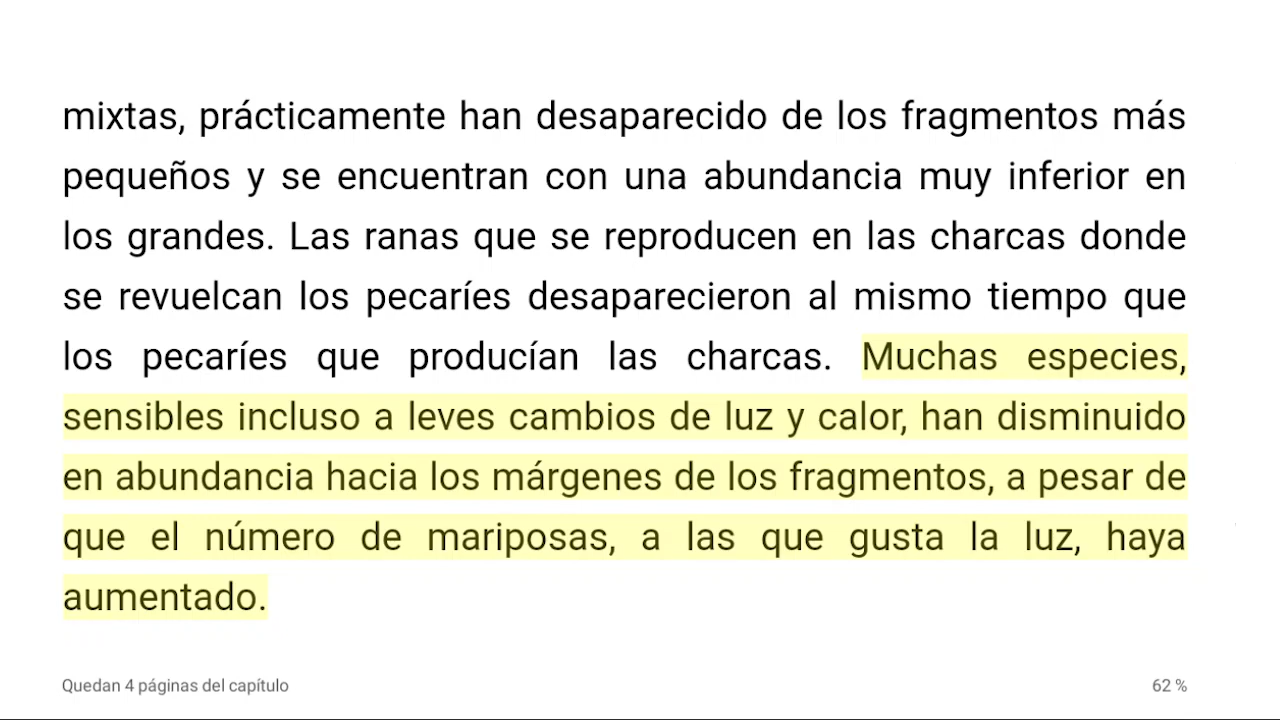 mixtas, prácticamente han desaparecido de los fragmentos más
pequeños y se encuentran con una abundancia muy inferior en
los grandes. Las ranas que se reproducen en las charcas donde
se revuelcan los pecaríes desaparecieron al mismo tiempo que
los pecaríes que producían las charcas. Muchas especies,
sensibles incluso a leves cambios de luz y calor, han disminuido
en abundancia hacia los márgenes de los fragmentos, a pesar de
que el número de mariposas, a las que gusta la luz, haya
aumentado.
Quedan 4 páginas del capítulo 62 %